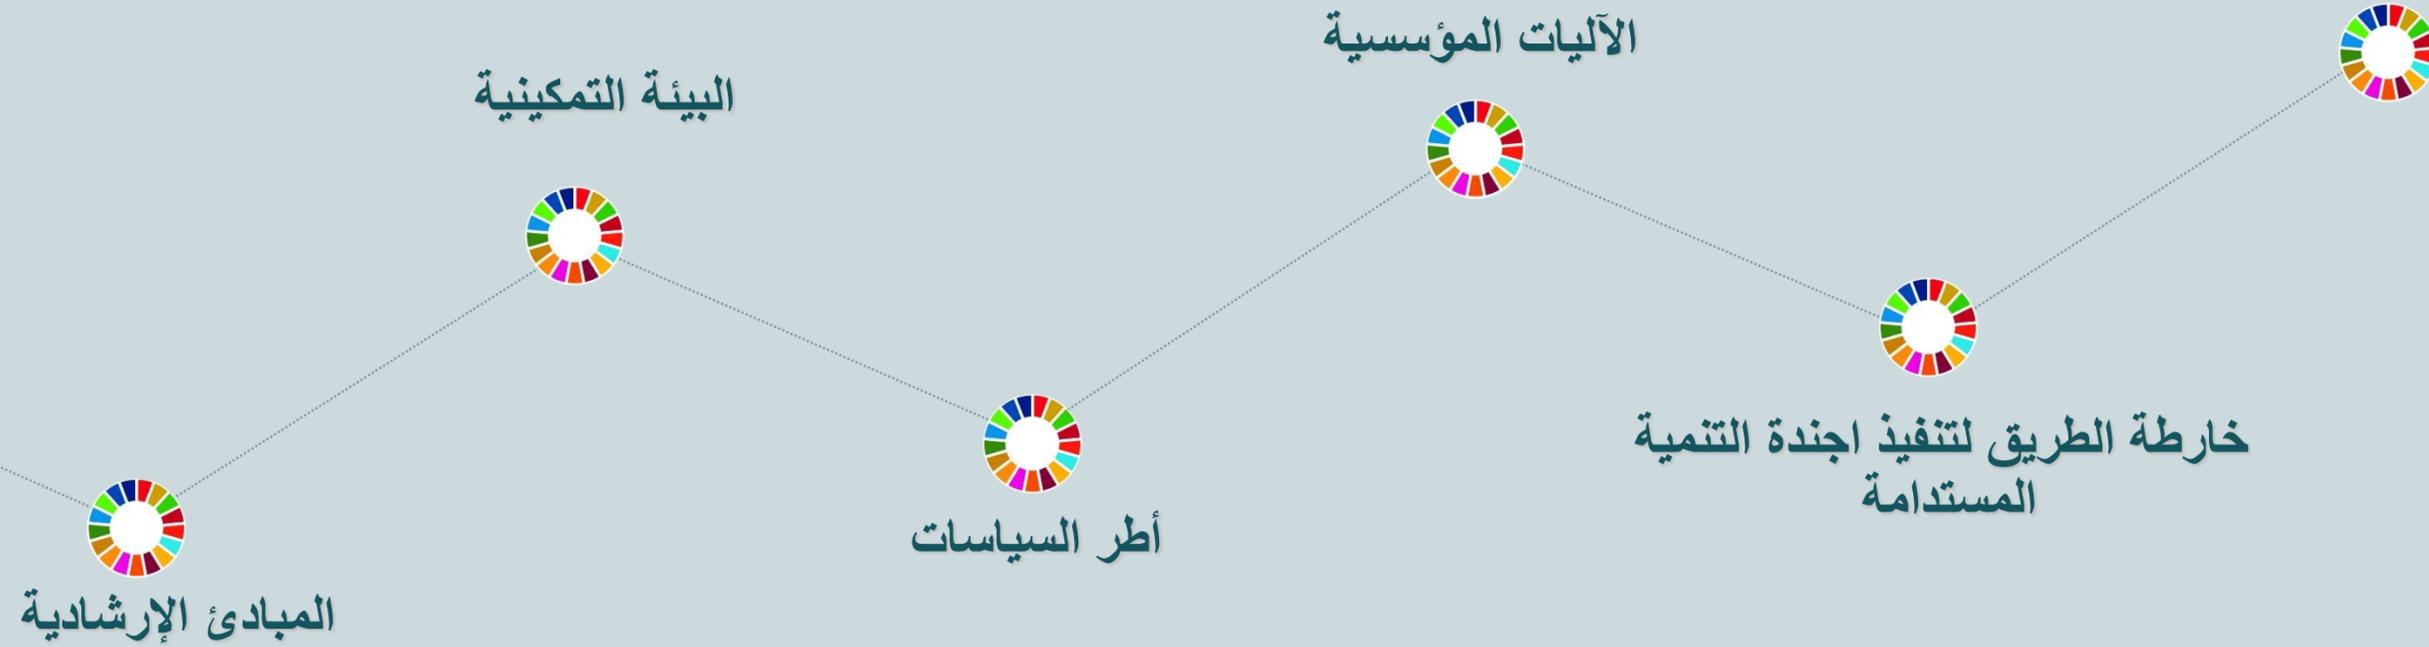 الآليات المؤسسية
البيئة التمكينية
خارطة الطريق لتنفيذ اجندة التنمية
المستدامة
أطر السياسات
المبادئ الإرشادية